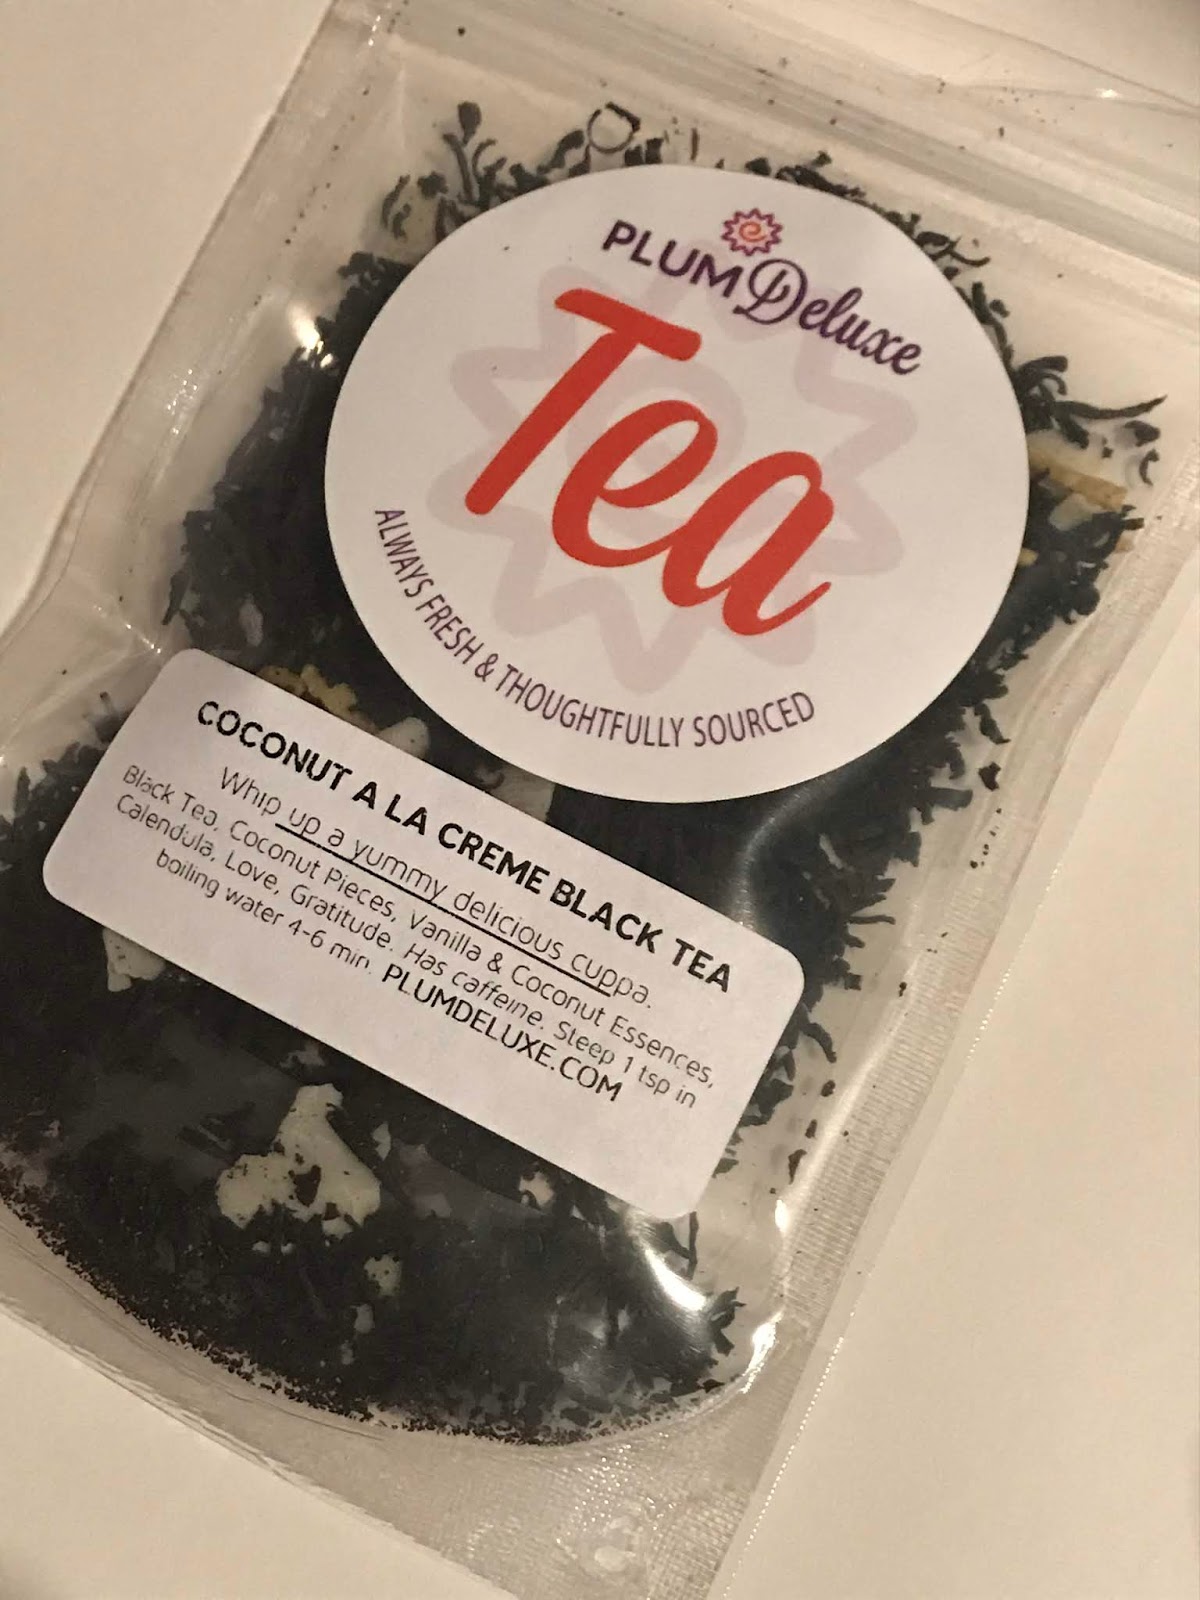 PLUM Deluxe
Tea
ALWAYS FRESH & THOUGHTFULLY SOURCED
COCONUT A LA CREME BLACK TEA
Whip up a yummy delicious cuppa.
Black Tea, Coconut Pieces, Vanilla & Coconut Essences,
Calendula, Love, Gratitude. Has caffeine. Steep 1 tsp in
boiling water 4-6 min. PLUMDELUXE.COM